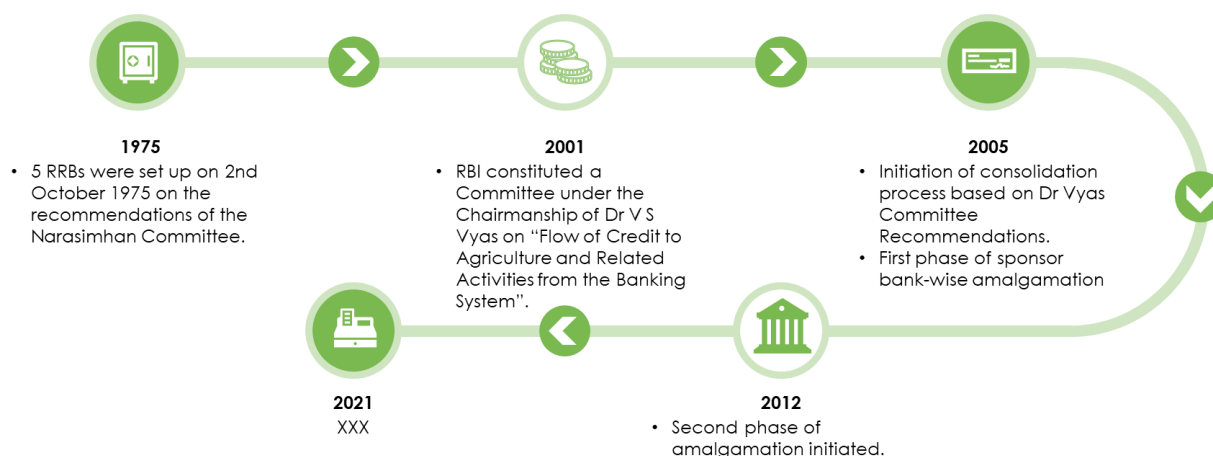 1975
• 5 RRBs were set up on 2nd
October 1975 on the
recommendations of the
Narasimhan Committee.
2001
• RBI constituted a
Committee under the
Chairmanship of Dr V S
Vyas on “Flow of Credit to
Agriculture and Related
Activities from the Banking
System”.
2005
• Initiation of consolidation
process based on Dr Vyas
Committee
Recommendations.
• First phase of sponsor
bank-wise amalgamation
2012
• Second phase of
amalgamation initiated.
2021
XXX